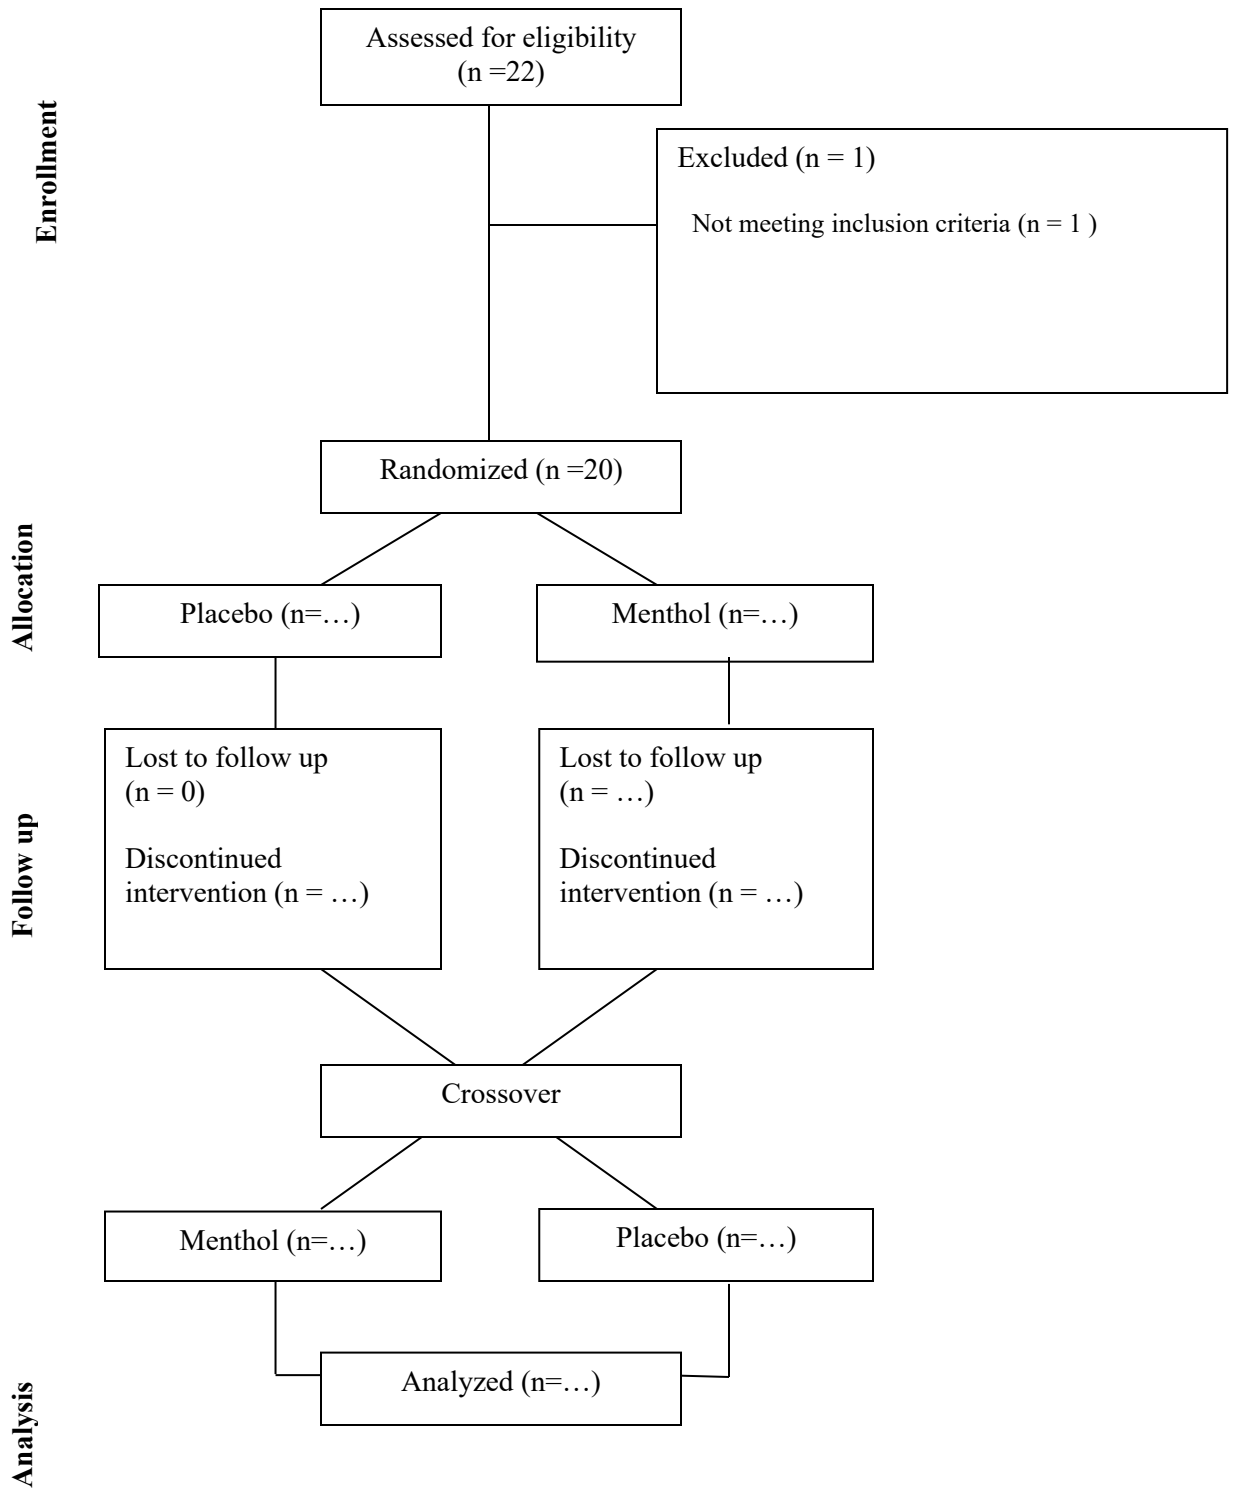 Assessed for eligibility
(n =22)
Enrollment
Excluded (n = 1)
Not meeting inclusion criteria (n = 1 )
Randomized (n =20)
Allocation
Placebo (n=…)
Menthol (n=…)
Follow up
Lost to follow up
(n = 0)
Discontinued
intervention (n = …)
Lost to follow up
(n = …)
Discontinued
intervention (n = …)
Crossover
Menthol (n=…)
Placebo (n=…)
Analysis
Analyzed (n=…)